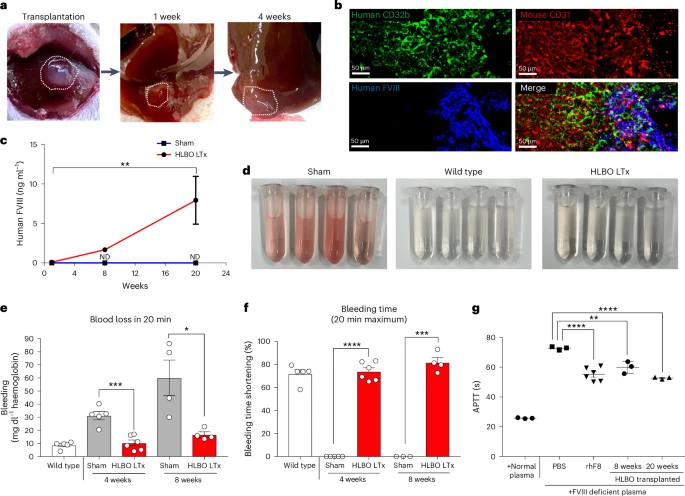 a
Transplantation
1 week
4 weeks
b
Human CD32b
50 µm
Mouse CD31
50 µm
Human FVIII
50 µm
Merge
50 µm
c
Sham
HLBO LTx
**
15
10
5
0
Human FVIII (ng ml−1)
ND
ND
0
4
8
12
16
20
24
Weeks
d
Sham
Wild type
HLBO LTx
e
Blood loss in 20 min
Bleeding
(mg dl−1 haemoglobin)
90
80
70
60
50
40
30
20
10
0
***
*
Wild type
Sham
HLBO LTx
Sham
HLBO LTx
4 weeks
8 weeks
f
Bleeding time
(20 min maximum)
Bleeding time shortening (%)
100
80
60
40
20
0
****
***
Wild type
Sham
HLBO LTx
Sham
HLBO LTx
4 weeks
8 weeks
g
APTT (s)
100
80
60
40
20
0
****
**
****
+Normal
plasma
PBS
rhF8
8 weeks
20 weeks
HLBO transplanted
+FVIII deficient plasma